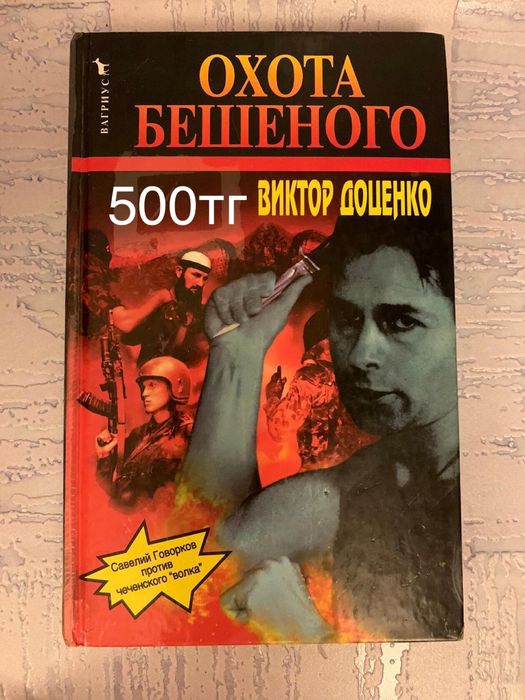 ВАГРИУС
ОХОТА
БЕШЕНОГО
500тг
ВИКТОР ДОЦЕНКО
Савелий Говорков
против
чеченского "волка"